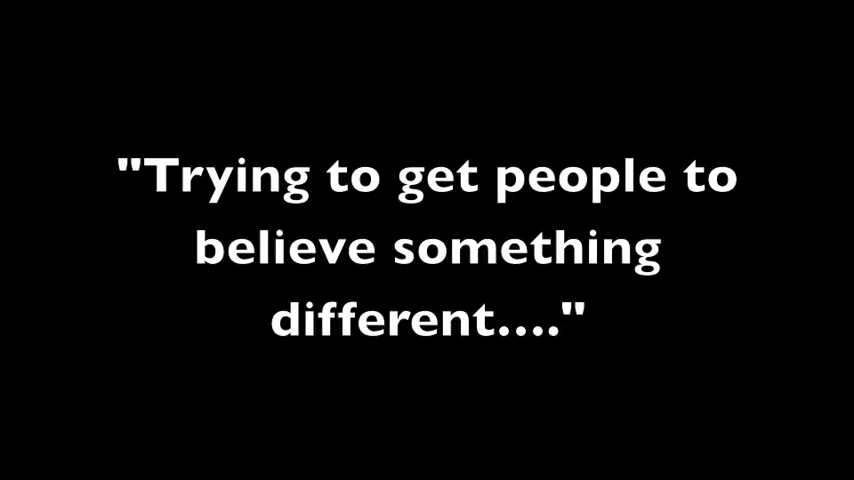 "Trying to get people to
believe something
different...."